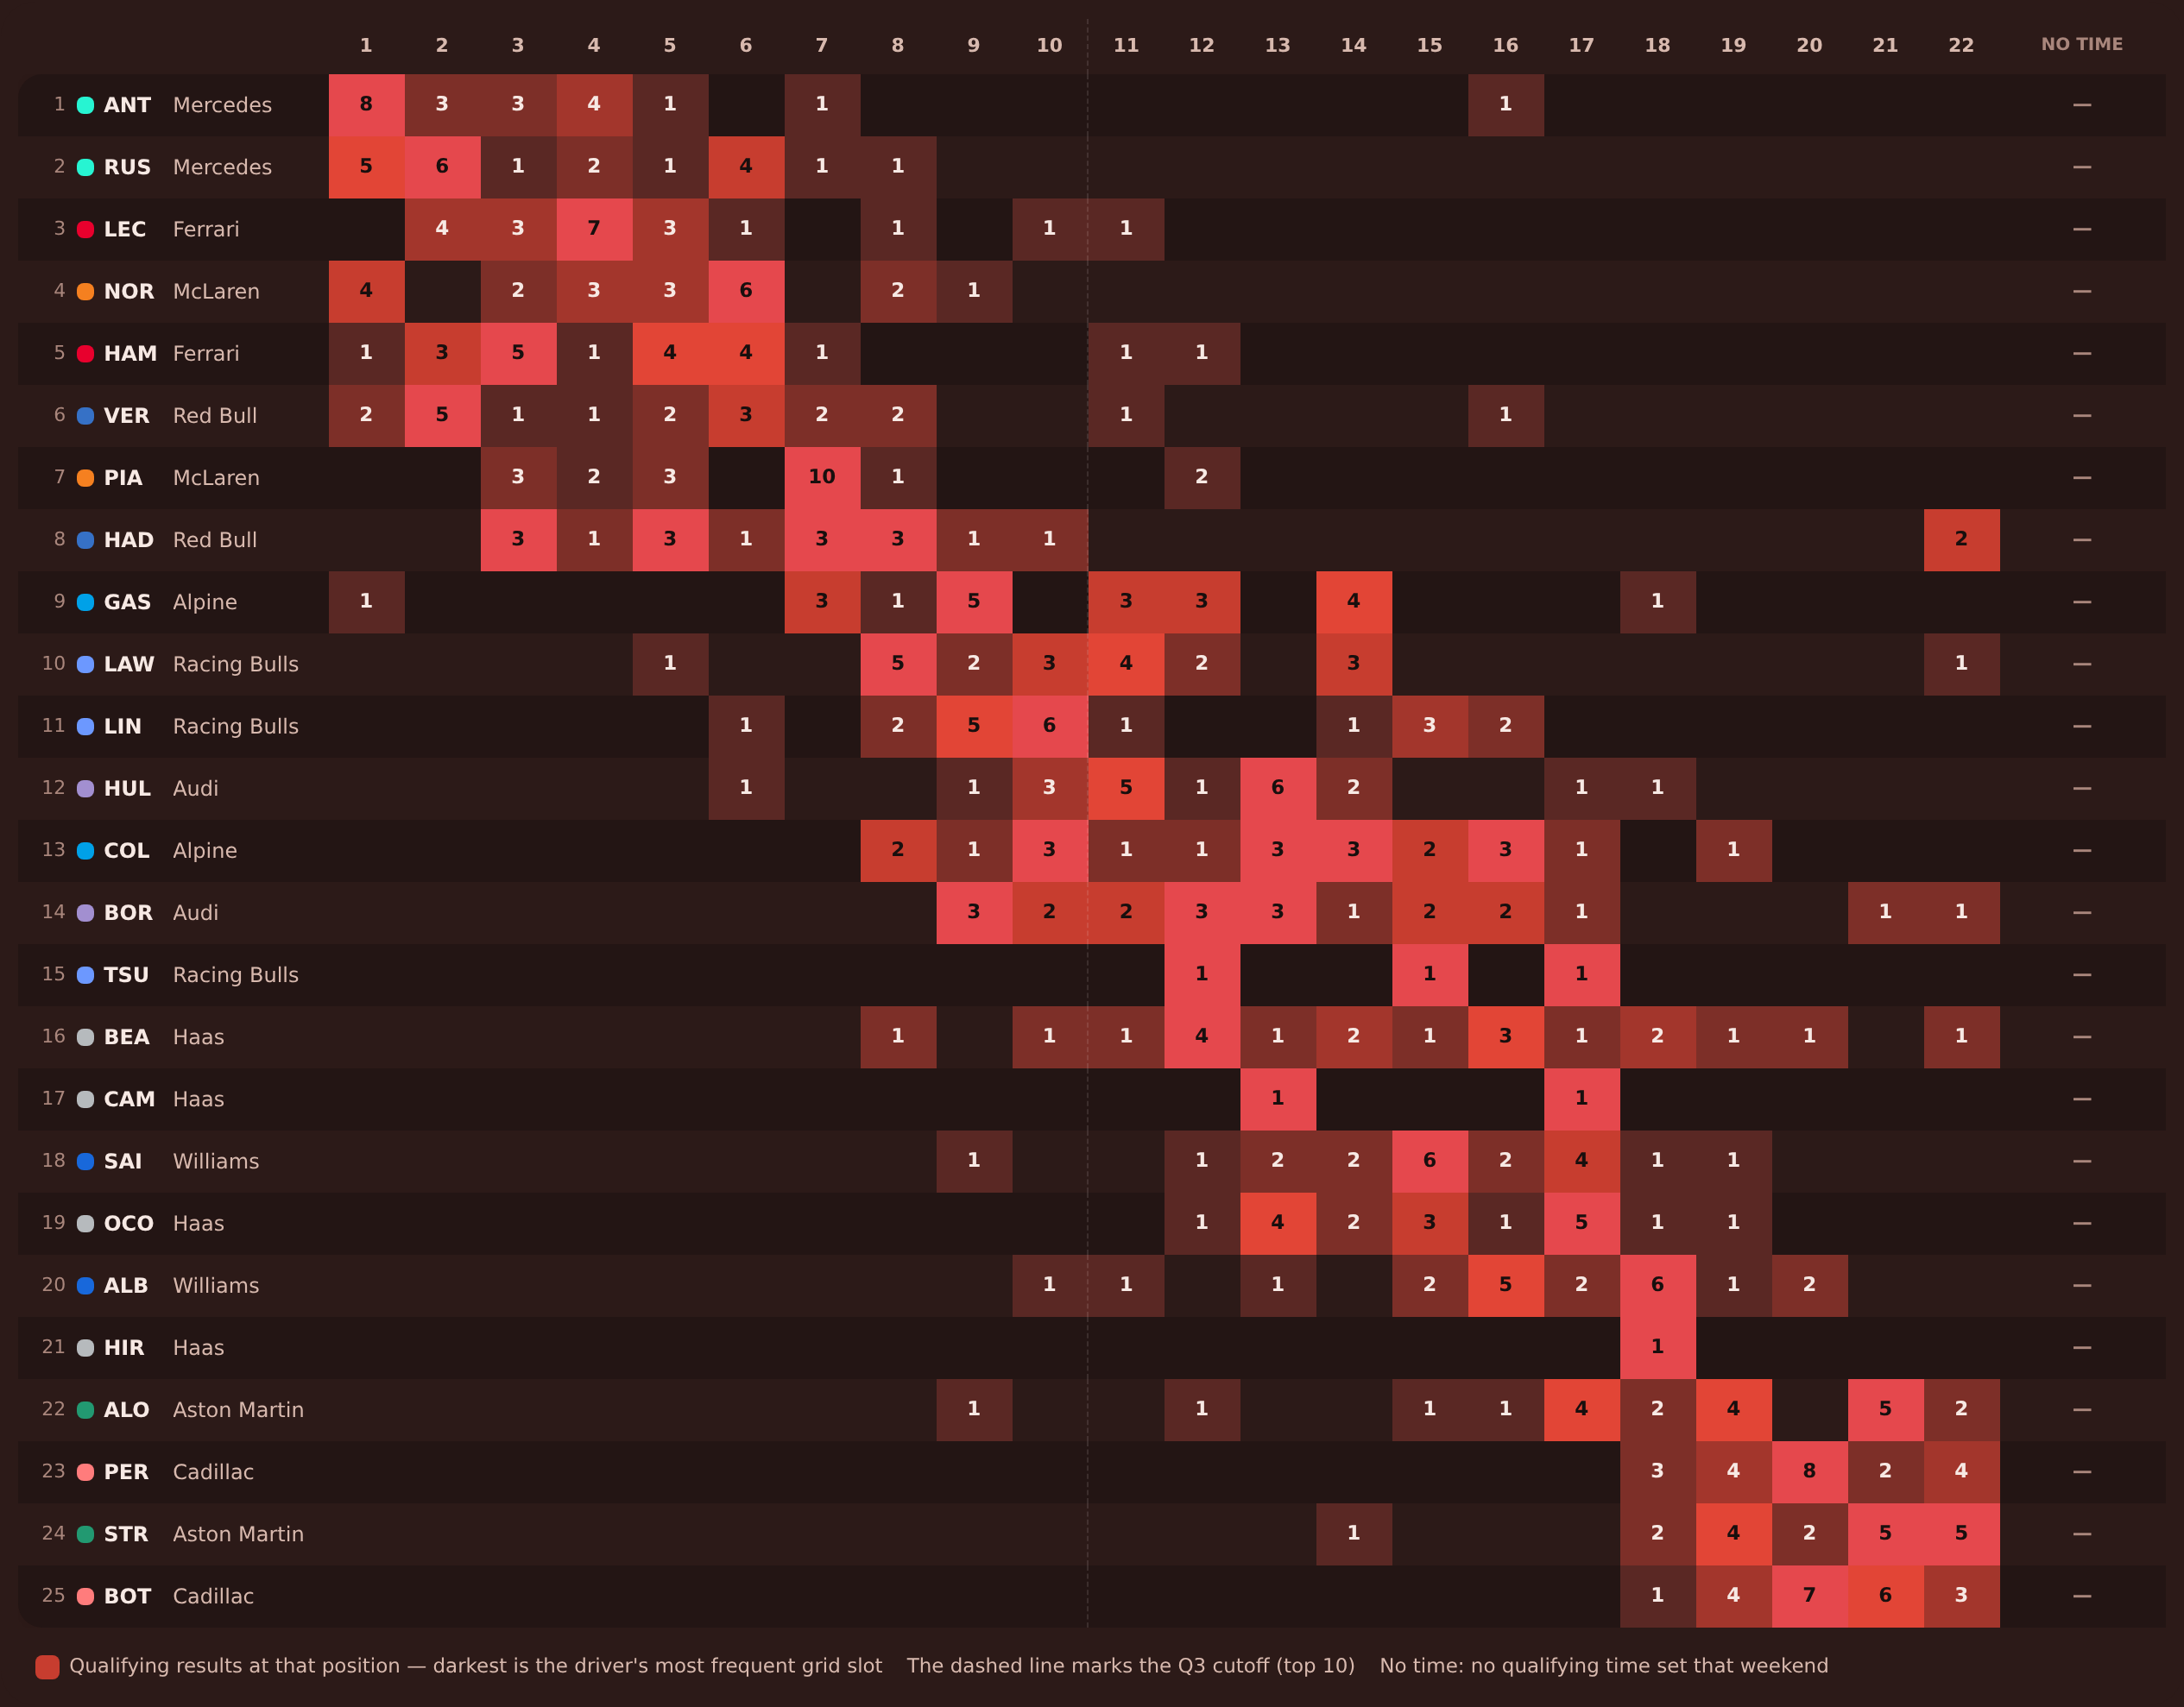 1 2 3 4 5 6 7 8 9 10 11 12 13 14 15 16 17 18 19 20 21 22 NO TIME
1 ANT Mercedes 8 3 3 4 1 1 1 —
2 RUS Mercedes 5 6 1 2 1 4 1 1 —
3 LEC Ferrari 4 3 7 3 1 1 1 1 —
4 NOR McLaren 4 2 3 3 6 2 1 —
5 HAM Ferrari 1 3 5 1 4 4 1 1 1 —
6 VER Red Bull 2 5 1 1 2 3 2 2 1 1 —
7 PIA McLaren 3 2 3 10 1 2 —
8 HAD Red Bull 3 1 3 1 3 3 1 1 2 —
9 GAS Alpine 1 3 1 5 3 3 4 1 —
10 LAW Racing Bulls 1 5 2 3 4 2 3 1 —
11 LIN Racing Bulls 1 2 5 6 1 1 3 2 —
12 HUL Audi 1 1 3 5 1 6 2 1 1 —
13 COL Alpine 2 1 3 1 1 3 3 2 3 1 1 —
14 BOR Audi 3 2 2 3 3 1 2 2 1 1 1 —
15 TSU Racing Bulls 1 1 1 —
16 BEA Haas 1 1 1 4 1 2 1 3 1 2 1 1 1 —
17 CAM Haas 1 1 —
18 SAI Williams 1 1 2 2 6 2 4 1 1 —
19 OCO Haas 1 4 2 3 1 5 1 1 —
20 ALB Williams 1 1 1 2 5 2 6 1 2 —
21 HIR Haas 1 —
22 ALO Aston Martin 1 1 1 1 4 2 4 5 2 —
23 PER Cadillac 3 4 8 2 4 —
24 STR Aston Martin 1 2 4 2 5 5 —
25 BOT Cadillac 1 4 7 6 3 —
Qualifying results at that position — darkest is the driver's most frequent grid slot The dashed line marks the Q3 cutoff (top 10) No time: no qualifying time set that weekend